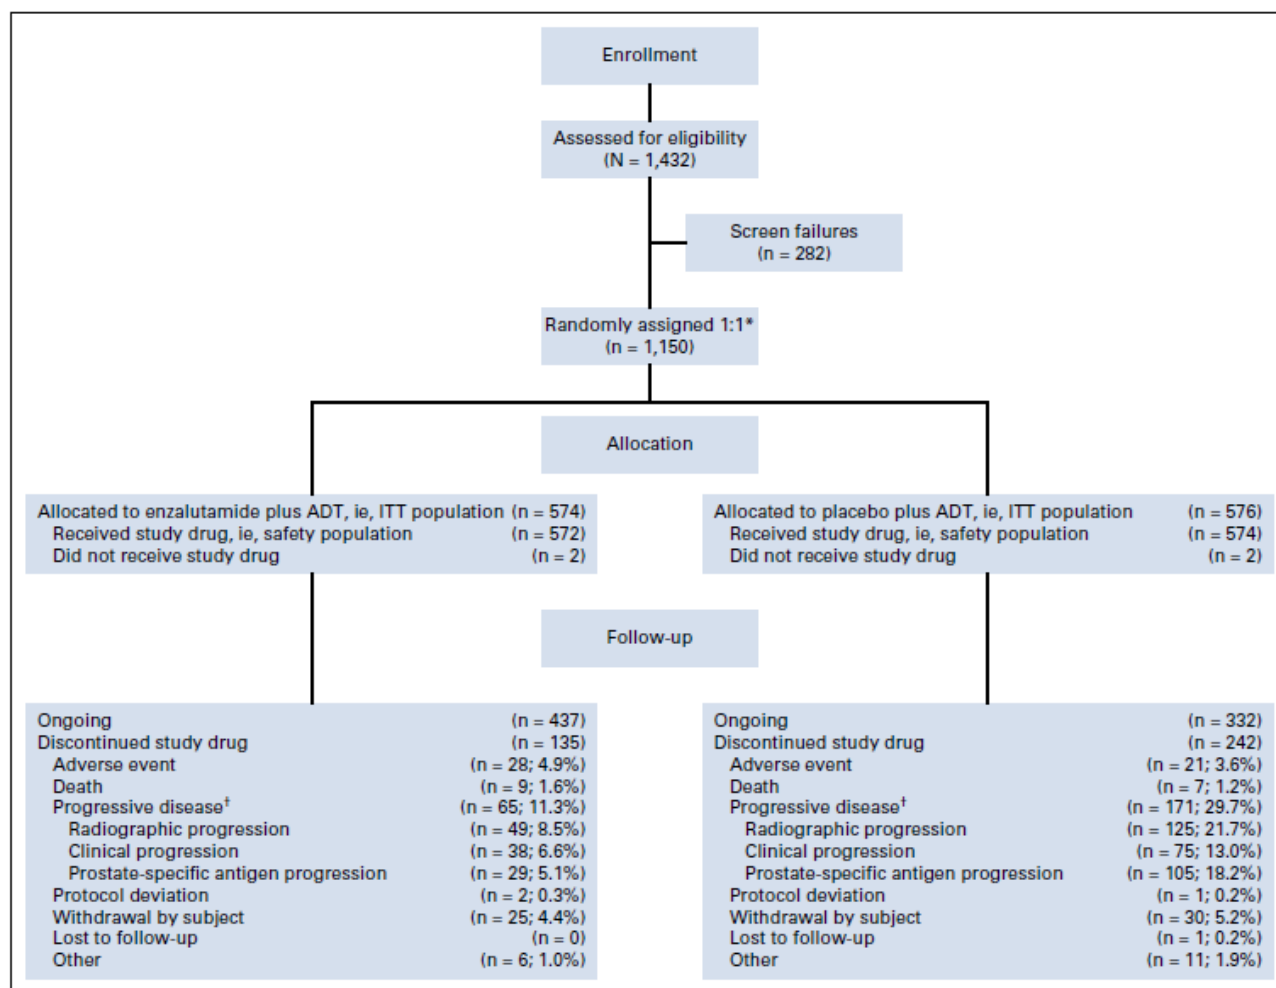 Enrollment
Assessed for eligibility
(N = 1,432)
Screen failures
(n = 282)
Randomly assigned 1:1*
(n = 1,150)
Allocation
Allocated to enzalutamide plus ADT, ie, ITT population (n = 574)
Received study drug, ie, safety population (n = 572)
Did not receive study drug (n = 2)
Allocated to placebo plus ADT, ie, ITT population (n = 576)
Received study drug, ie, safety population (n = 574)
Did not receive study drug (n = 2)
Follow-up
Ongoing (n = 437)
Discontinued study drug (n = 135)
Adverse event (n = 28; 4.9%)
Death (n = 9; 1.6%)
Progressive disease† (n = 65; 11.3%)
Radiographic progression (n = 49; 8.5%)
Clinical progression (n = 38; 6.6%)
Prostate-specific antigen progression (n = 29; 5.1%)
Protocol deviation (n = 2; 0.3%)
Withdrawal by subject (n = 25; 4.4%)
Lost to follow-up (n = 0)
Other (n = 6; 1.0%)
Ongoing (n = 332)
Discontinued study drug (n = 242)
Adverse event (n = 21; 3.6%)
Death (n = 7; 1.2%)
Progressive disease† (n = 171; 29.7%)
Radiographic progression (n = 125; 21.7%)
Clinical progression (n = 75; 13.0%)
Prostate-specific antigen progression (n = 105; 18.2%)
Protocol deviation (n = 1; 0.2%)
Withdrawal by subject (n = 30; 5.2%)
Lost to follow-up (n = 1; 0.2%)
Other (n = 11; 1.9%)